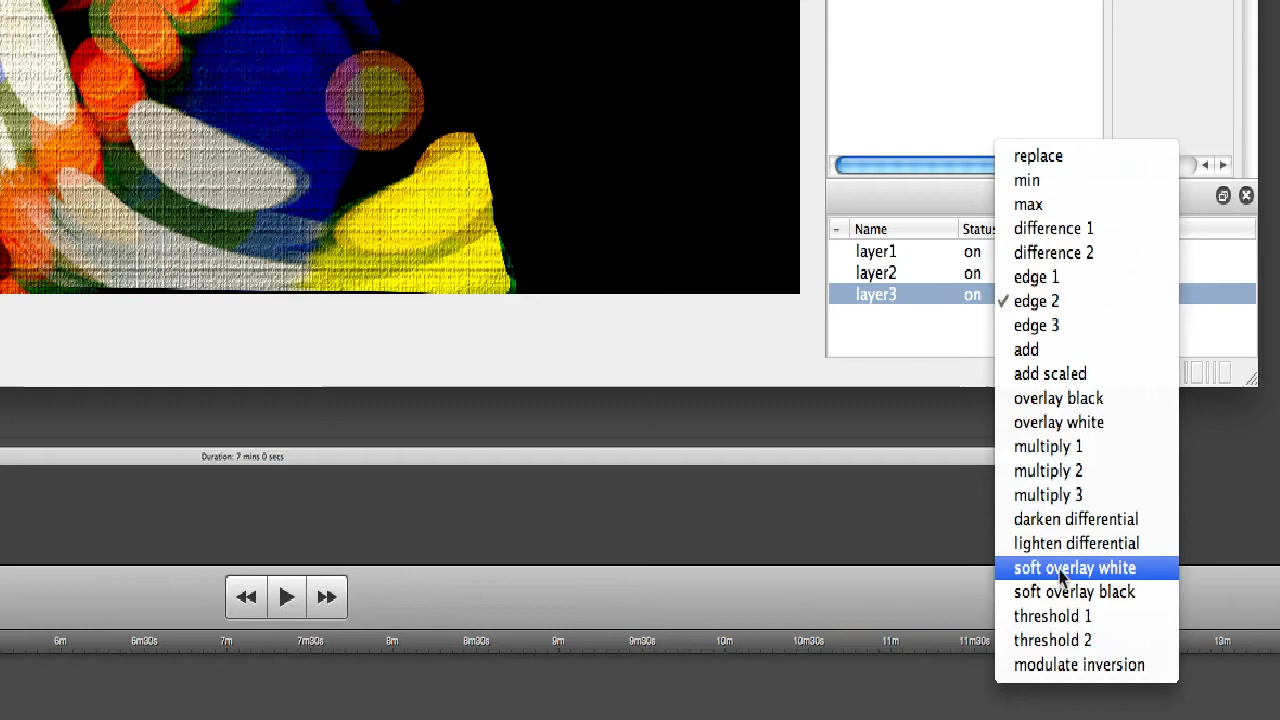 replace
min
max
difference 1
difference 2
edge 1
edge 2
edge 3
add
add scaled
overlay black
overlay white
multiply 1
multiply 2
multiply 3
darken differential
lighten differential
soft overlay white
soft overlay black
threshold 1
threshold 2
modulate inversion
Name Status
layer1 on
layer2 on
layer3 on
Duration: 7 mins 0 secs
6m 6m30s 7m 7m30s 8m 8m30s 9m 9m30s 10m 10m30s 11m 11m30s 13m